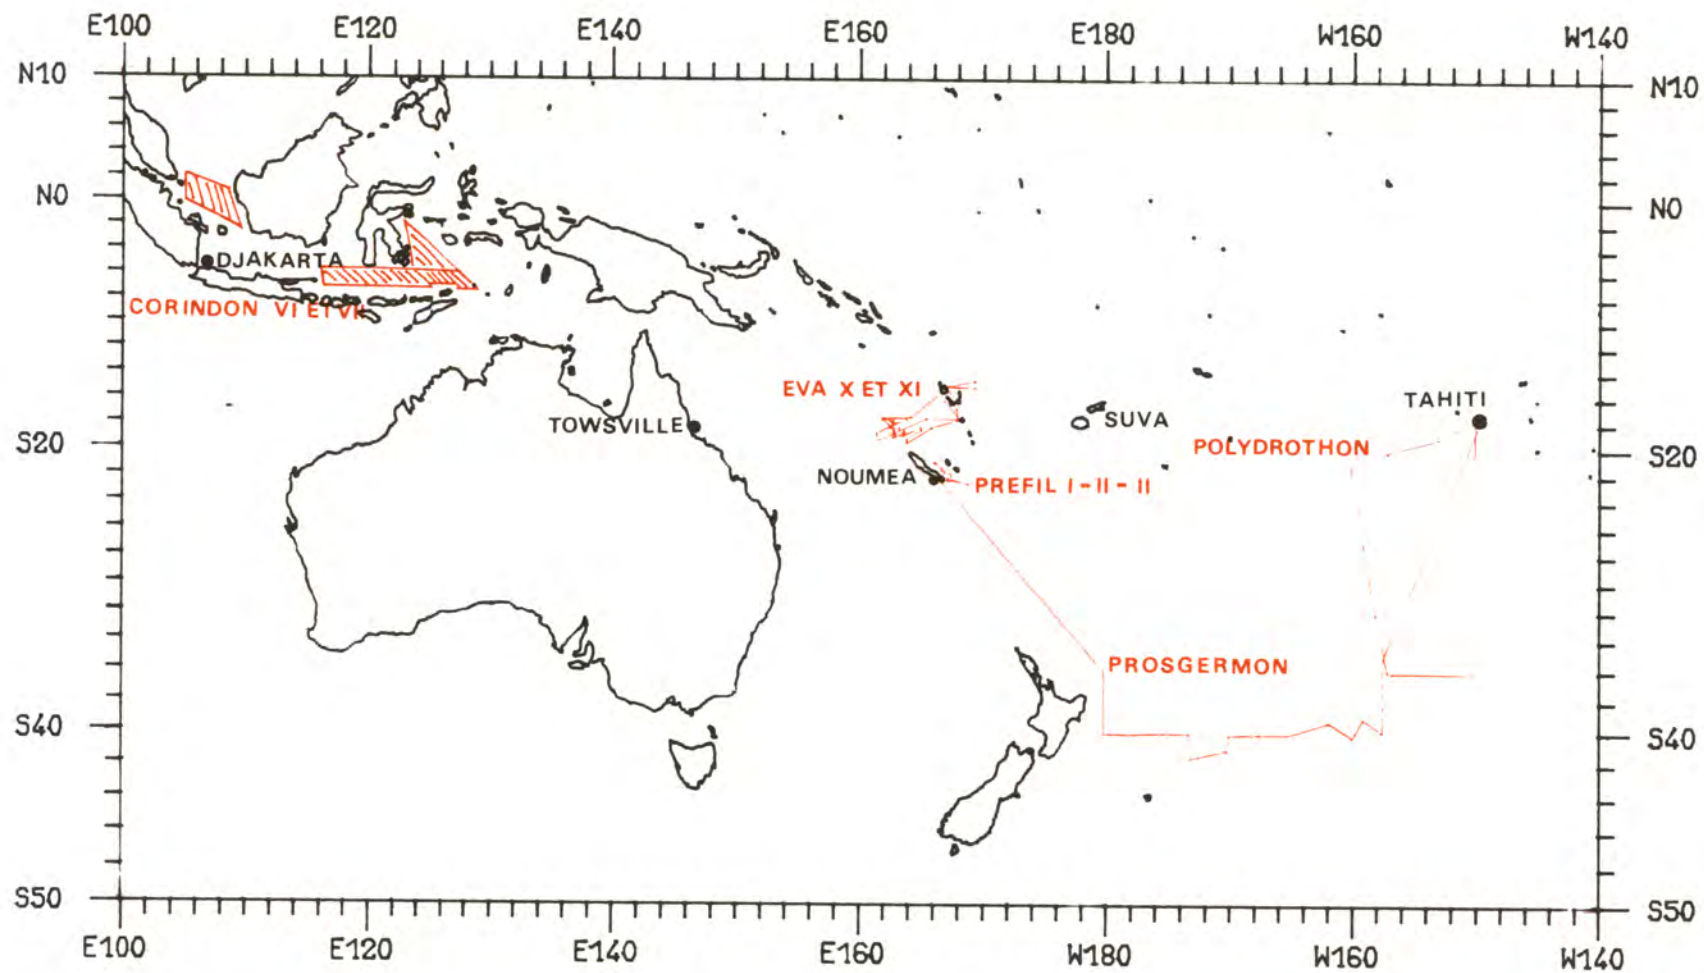 E100 E120 E140 E160 E180 W160 W140
N10 N10
N0 N0
DJAKARTA
CORINDON VI ET VII
EVA X ET XI
TAHITI
TOWSVILLE
SUVA
POLYDROTHON
S20 S20
NOUMEA
PREFIL I-II-II
PROSGERMON
S40 S40
S50 S50
E100 E120 E140 E160 W180 W160 W140